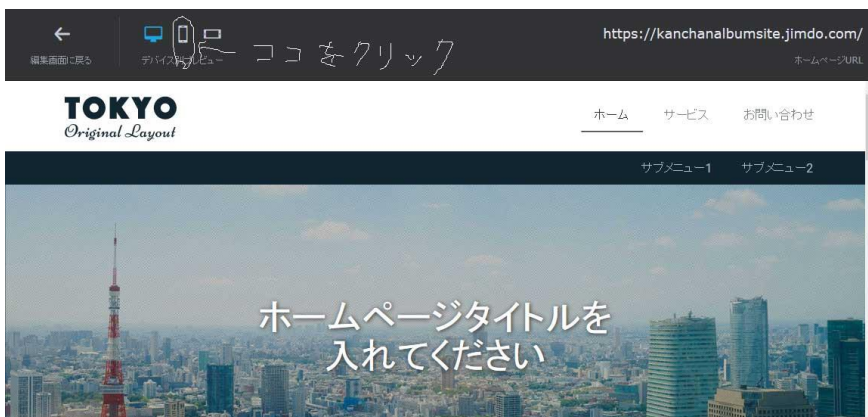 編集画面に戻る
デバイス別プレビュー
ココをクリック
https://kanchanalbumsite.jimdo.com/
ホームページURL
TOKYO
Original Layout
ホーム サービス お問い合わせ
サブメニュー1 サブメニュー2
ホームページタイトルを
入れてください